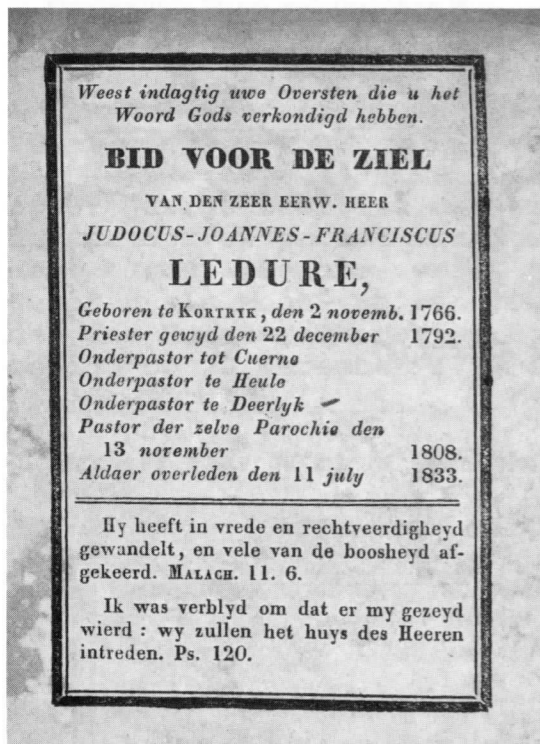 Weest indagtig uwe Oversten die u het
Woord Gods verkondigd hebben.
BID VOOR DE ZIEL
VAN DEN ZEER EERW. HEER
JUDOCUS-JOANNES-FRANCISCUS
LEDURE,
Geboren te KORTRYK, den 2 novemb. 1766.
Priester gewyd den 22 december 1792.
Onderpastor tot Cuerne
Onderpastor te Heule
Onderpastor te Deerlyk
Pastor der zelve Parochie den
13 november 1808.
Aldaer overleden den 11 july 1833.
Hy heeft in vrede en rechtveerdigheyd
gewandelt, en vele van de boosheyd af-
gekeerd. MALACH. 11. 6.
Ik was verblyd om dat er my gezeyd
wierd : wy zullen het huys des Heeren
intreden. Ps. 120.